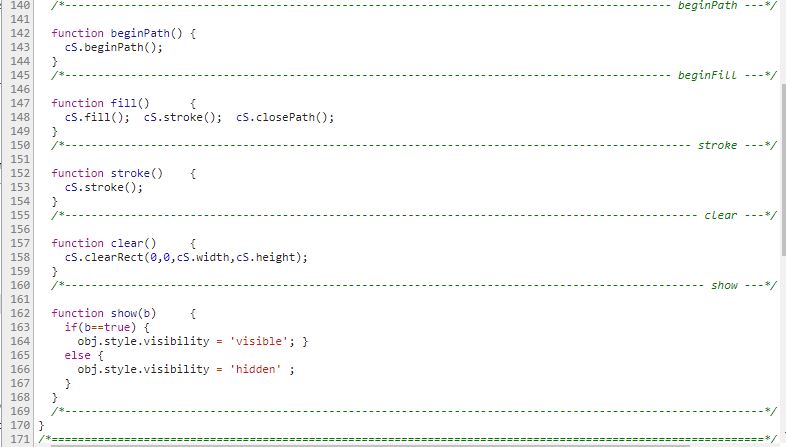 140 /*-------------------------------------------------------------------------------------------- beginPath ---*/
141
142 function beginPath() {
143 cS.beginPath();
144 }
145 /*-------------------------------------------------------------------------------------------- beginFill ---*/
146
147 function fill() {
148 cS.fill(); cS.stroke(); cS.closePath();
149 }
150 /*----------------------------------------------------------------------------------------------- stroke ---*/
151
152 function stroke() {
153 cS.stroke();
154 }
155 /*------------------------------------------------------------------------------------------------ clear ---*/
156
157 function clear() {
158 cS.clearRect(0,0,cS.width,cS.height);
159 }
160 /*------------------------------------------------------------------------------------------------- show ---*/
161
162 function show(b) {
163 if(b==true) {
164 obj.style.visibility = 'visible'; }
165 else {
166 obj.style.visibility = 'hidden' ;
167 }
168 }
169 /*----------------------------------------------------------------------------------------------------------*/
170 }
171 /*============================================================================================================*/